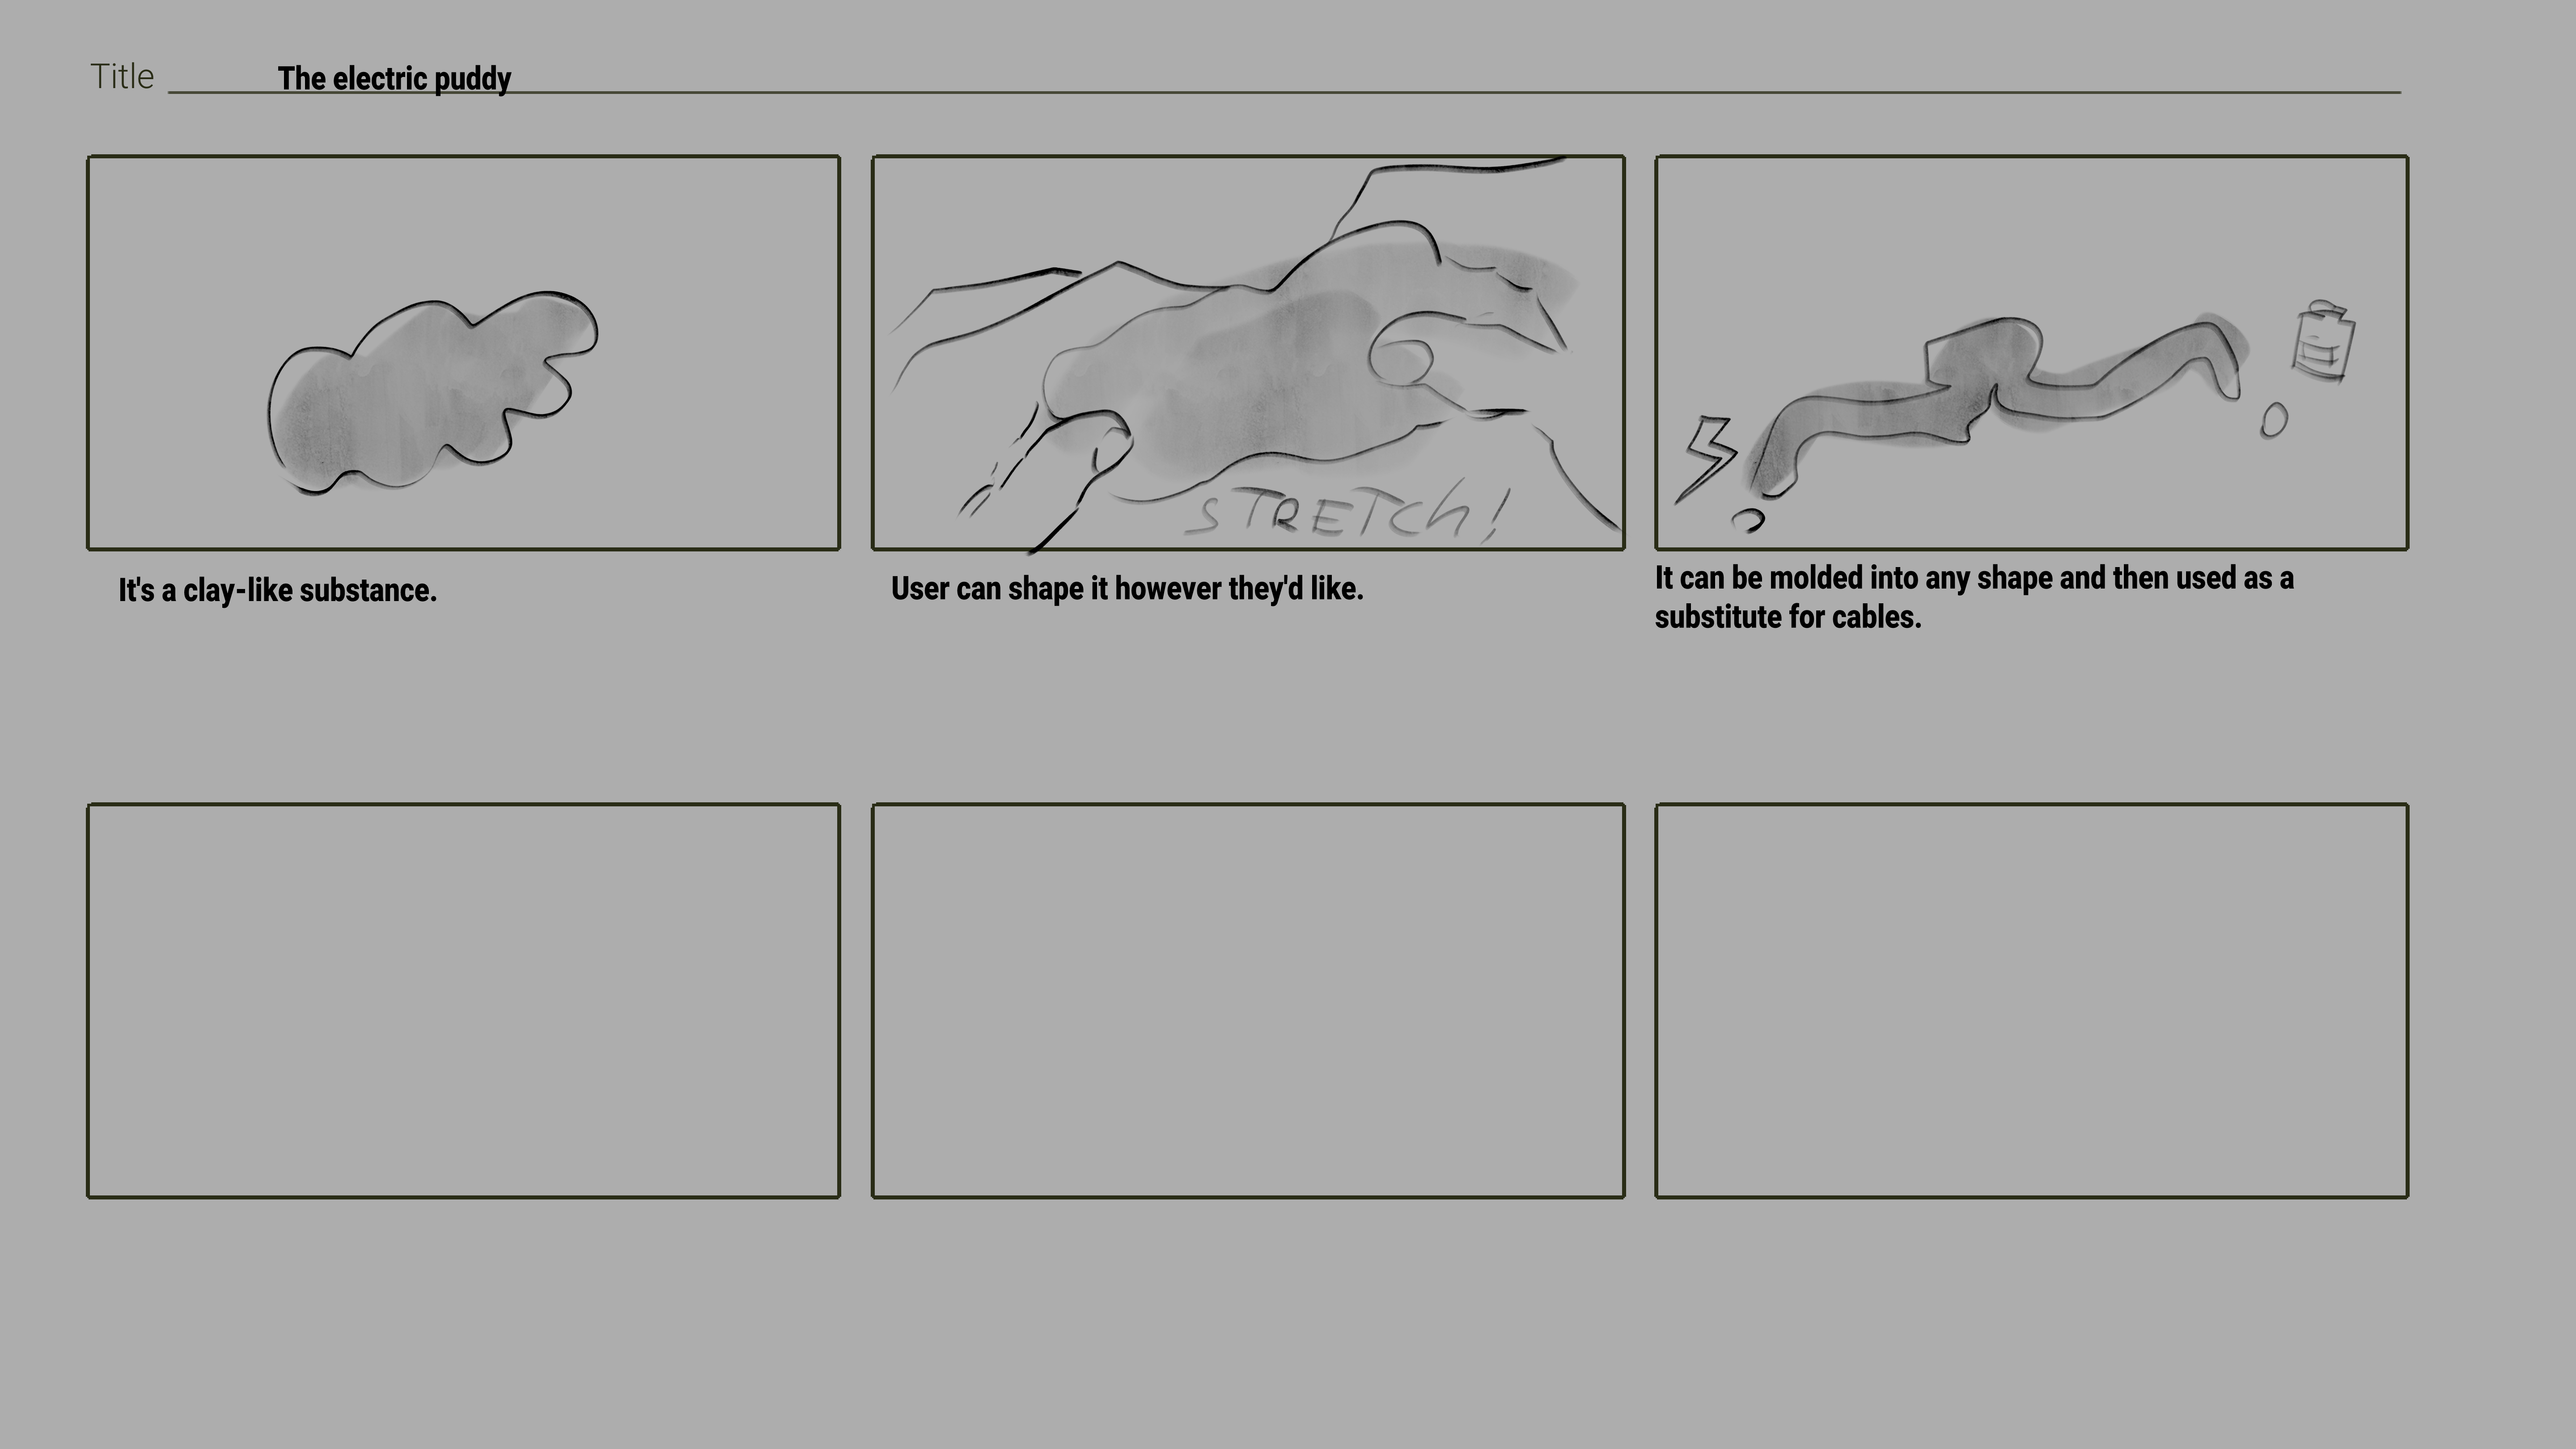 Title The electric puddy
STRETCH!
It's a clay-like substance.
User can shape it however they'd like.
It can be molded into any shape and then used as a
substitute for cables.